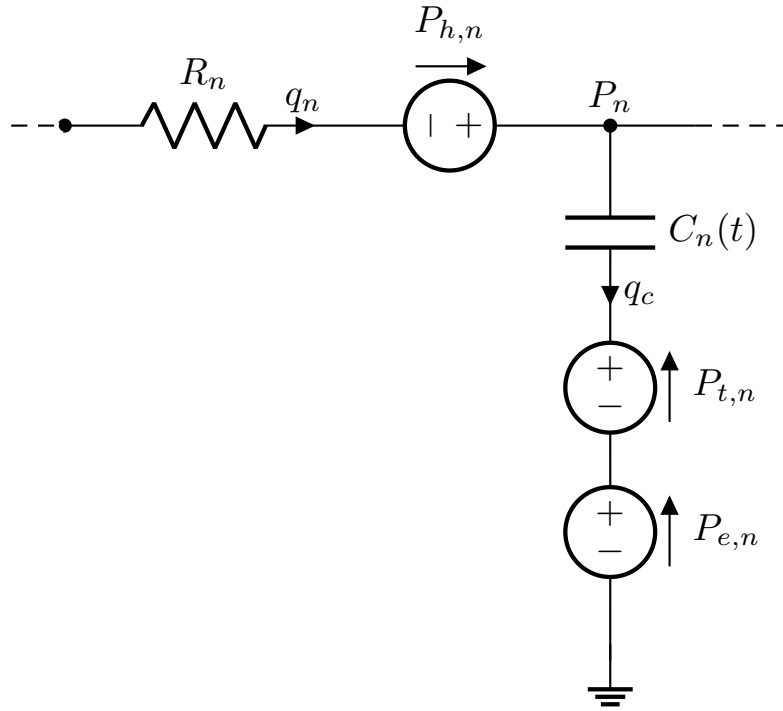 P_{h,n}
R_n
q_n
P_n
− +
C_n(t)
q_c
+
−
P_{t,n}
+
−
P_{e,n}